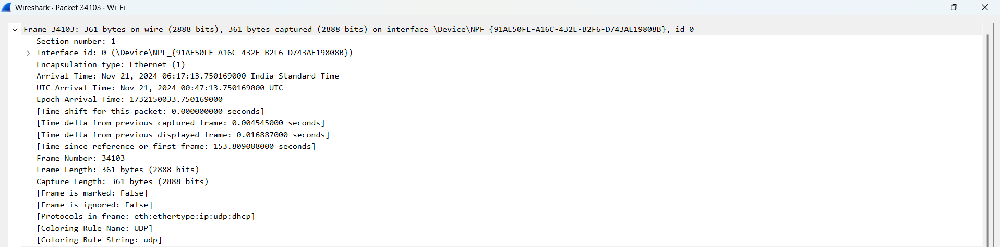 Wireshark · Packet 34103 · Wi-Fi
Frame 34103: 361 bytes on wire (2888 bits), 361 bytes captured (2888 bits) on interface \Device\NPF_{91AE50FE-A16C-432E-B2F6-D743AE19808B}, id 0
Section number: 1
Interface id: 0 (\Device\NPF_{91AE50FE-A16C-432E-B2F6-D743AE19808B})
Encapsulation type: Ethernet (1)
Arrival Time: Nov 21, 2024 06:17:13.750169000 India Standard Time
UTC Arrival Time: Nov 21, 2024 00:47:13.750169000 UTC
Epoch Arrival Time: 1732150033.750169000
[Time shift for this packet: 0.000000000 seconds]
[Time delta from previous captured frame: 0.004545000 seconds]
[Time delta from previous displayed frame: 0.016887000 seconds]
[Time since reference or first frame: 153.809088000 seconds]
Frame Number: 34103
Frame Length: 361 bytes (2888 bits)
Capture Length: 361 bytes (2888 bits)
[Frame is marked: False]
[Frame is ignored: False]
[Protocols in frame: eth:ethertype:ip:udp:dhcp]
[Coloring Rule Name: UDP]
[Coloring Rule String: udp]